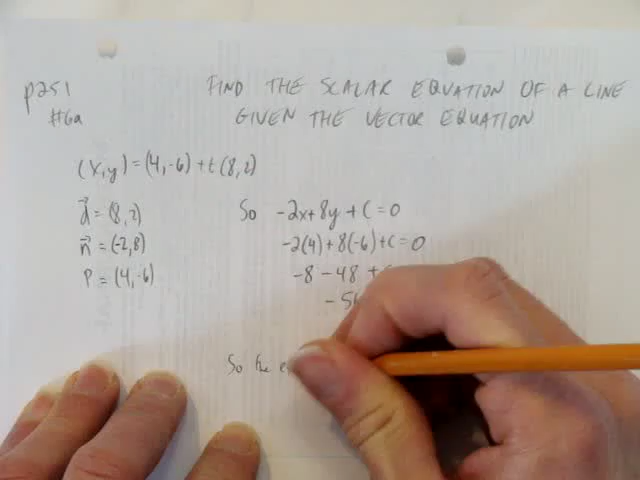 p251
#6a
FIND THE SCALAR EQUATION OF A LINE
GIVEN THE VECTOR EQUATION
(x,y) = (4,-6) + t(8,2)
d⃗ = (8,2)
n⃗ = (-2,8)
P = (4,-6)
So -2x + 8y + C = 0
-2(4) + 8(-6) + C = 0
-8 - 48 +
- 56
So the